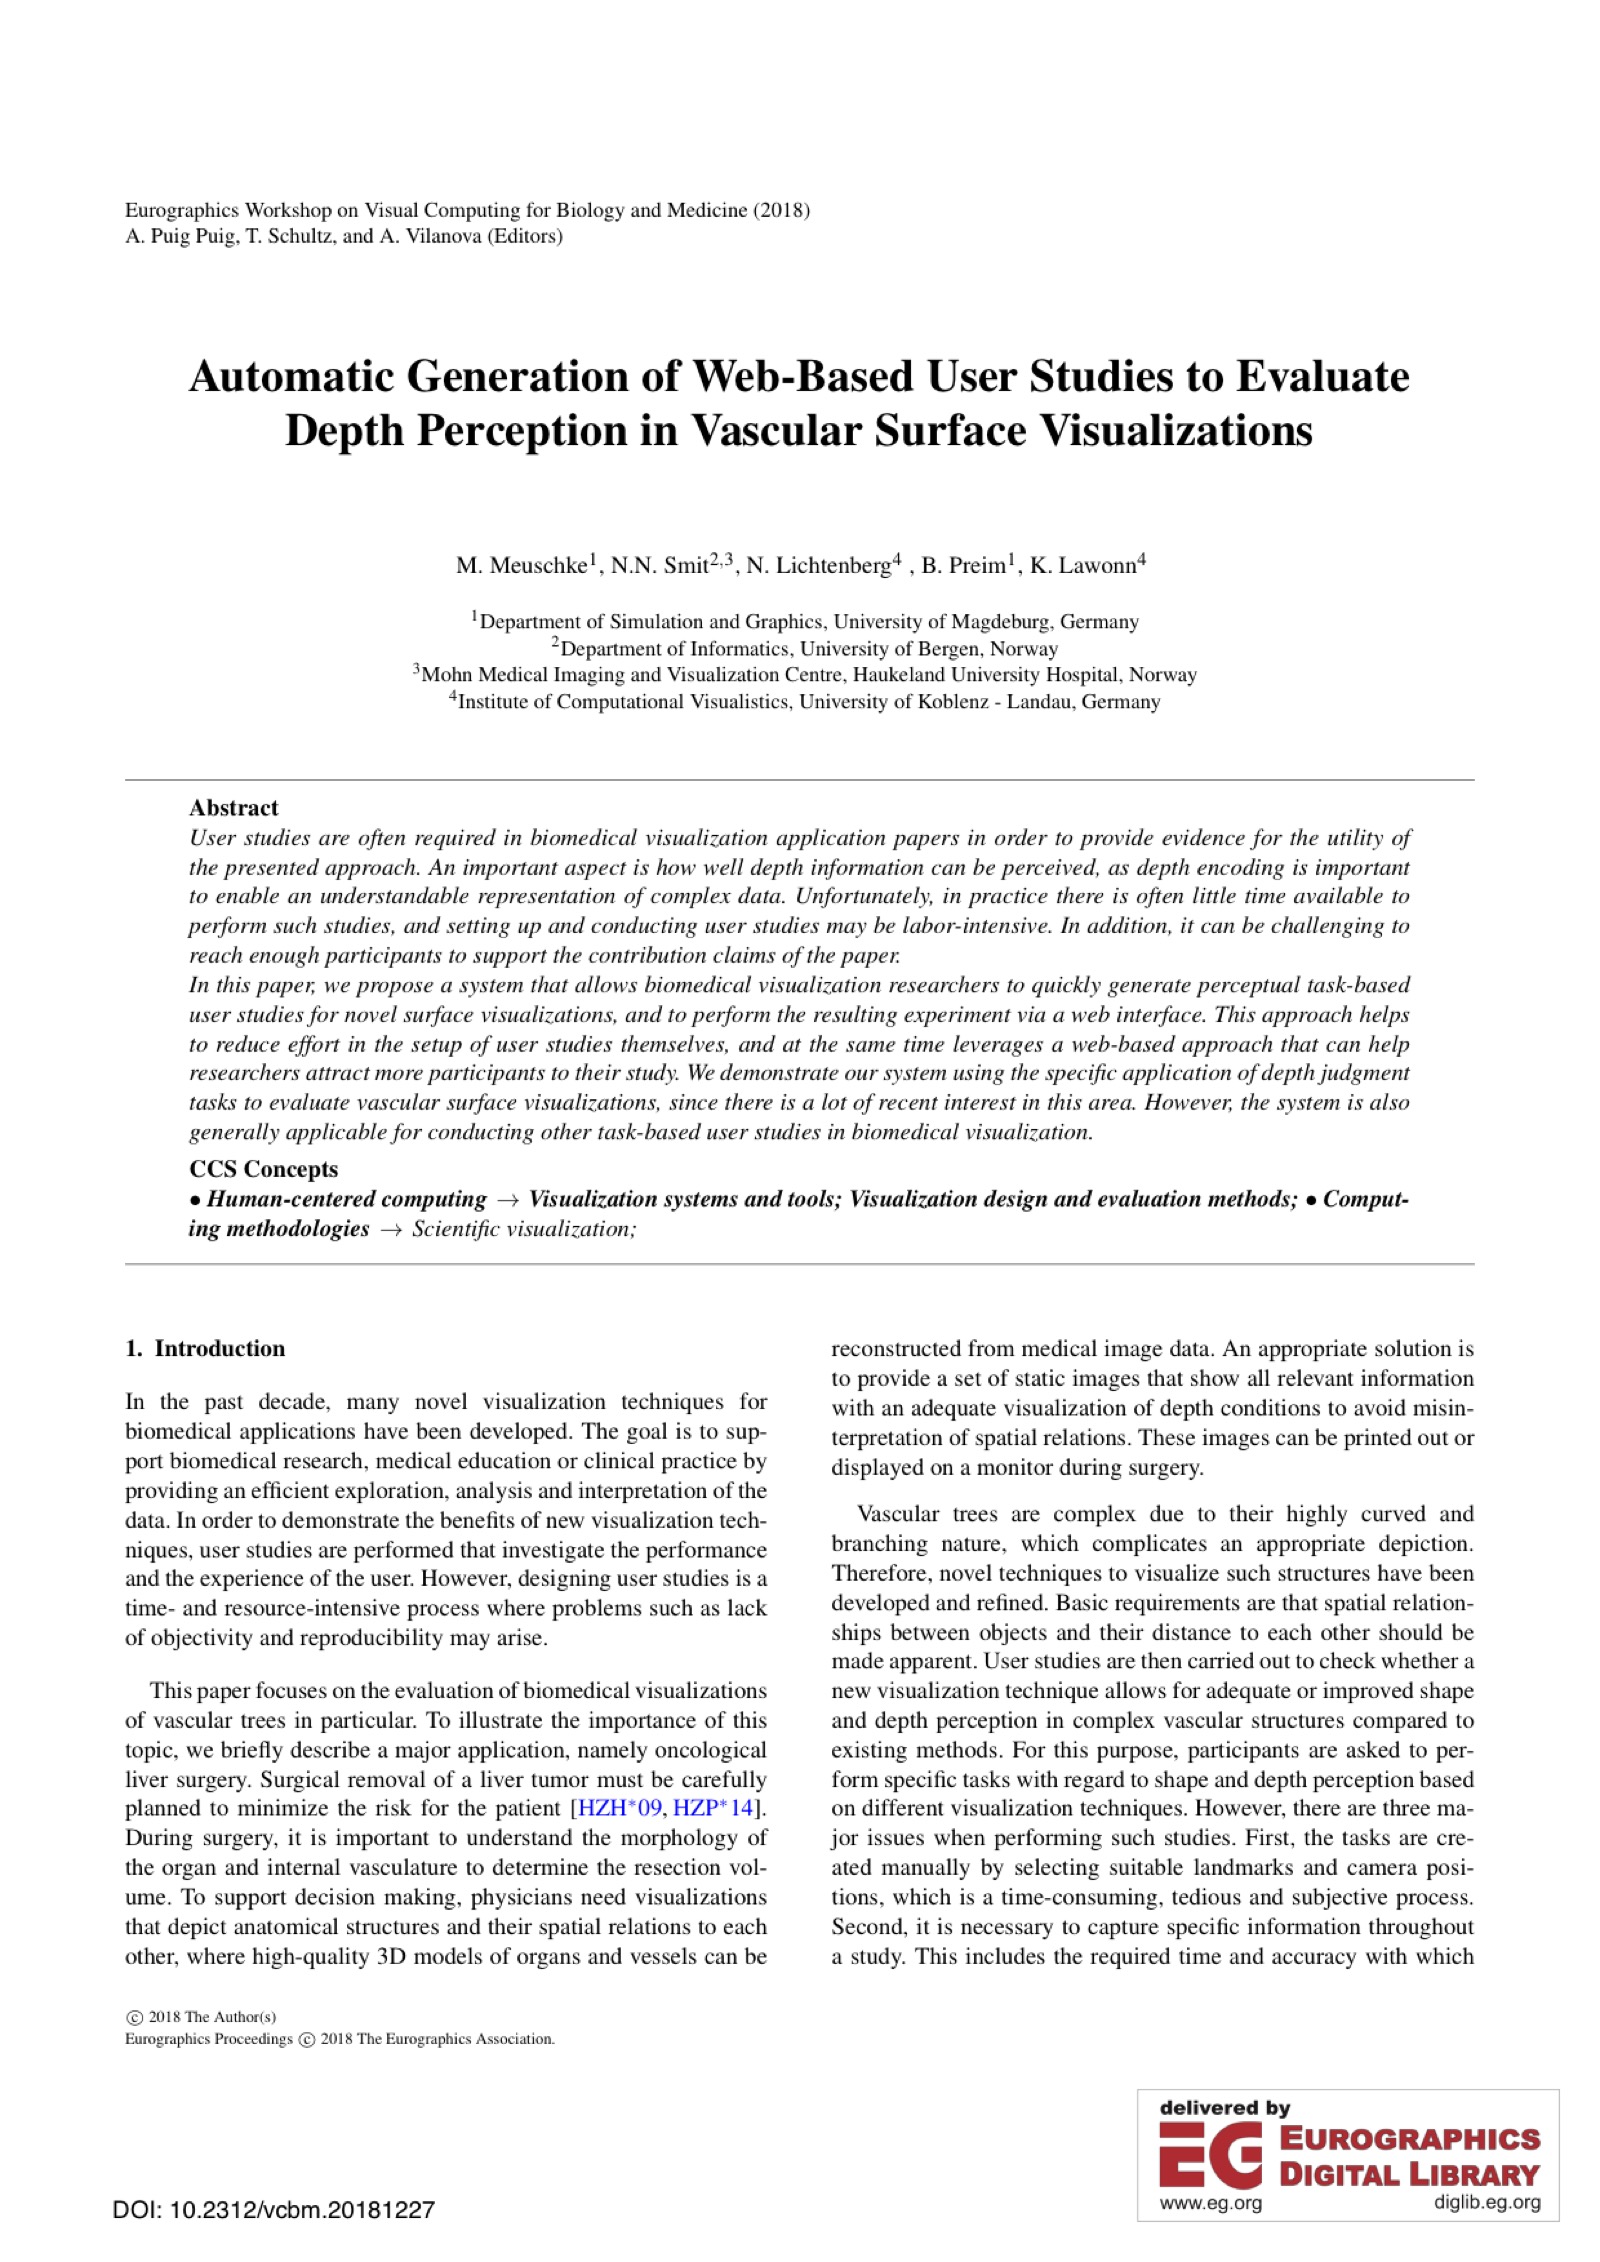 Eurographics Workshop on Visual Computing for Biology and Medicine (2018)
A. Puig Puig, T. Schultz, and A. Vilanova (Editors)
Automatic Generation of Web-Based User Studies to Evaluate
Depth Perception in Vascular Surface Visualizations
M. Meuschke1, N.N. Smit2,3, N. Lichtenberg4 , B. Preim1, K. Lawonn4
1Department of Simulation and Graphics, University of Magdeburg, Germany
2Department of Informatics, University of Bergen, Norway
3Mohn Medical Imaging and Visualization Centre, Haukeland University Hospital, Norway
4Institute of Computational Visualistics, University of Koblenz - Landau, Germany
Abstract
User studies are often required in biomedical visualization application papers in order to provide evidence for the utility of
the presented approach. An important aspect is how well depth information can be perceived, as depth encoding is important
to enable an understandable representation of complex data. Unfortunately, in practice there is often little time available to
perform such studies, and setting up and conducting user studies may be labor-intensive. In addition, it can be challenging to
reach enough participants to support the contribution claims of the paper.
In this paper, we propose a system that allows biomedical visualization researchers to quickly generate perceptual task-based
user studies for novel surface visualizations, and to perform the resulting experiment via a web interface. This approach helps
to reduce effort in the setup of user studies themselves, and at the same time leverages a web-based approach that can help
researchers attract more participants to their study. We demonstrate our system using the specific application of depth judgment
tasks to evaluate vascular surface visualizations, since there is a lot of recent interest in this area. However, the system is also
generally applicable for conducting other task-based user studies in biomedical visualization.
CCS Concepts
• Human-centered computing → Visualization systems and tools; Visualization design and evaluation methods; • Comput-
ing methodologies → Scientific visualization;
1. Introduction
In the past decade, many novel visualization techniques for
biomedical applications have been developed. The goal is to sup-
port biomedical research, medical education or clinical practice by
providing an efficient exploration, analysis and interpretation of the
data. In order to demonstrate the benefits of new visualization tech-
niques, user studies are performed that investigate the performance
and the experience of the user. However, designing user studies is a
time- and resource-intensive process where problems such as lack
of objectivity and reproducibility may arise.
This paper focuses on the evaluation of biomedical visualizations
of vascular trees in particular. To illustrate the importance of this
topic, we briefly describe a major application, namely oncological
liver surgery. Surgical removal of a liver tumor must be carefully
planned to minimize the risk for the patient [HZH*09, HZP*14].
During surgery, it is important to understand the morphology of
the organ and internal vasculature to determine the resection vol-
ume. To support decision making, physicians need visualizations
that depict anatomical structures and their spatial relations to each
other, where high-quality 3D models of organs and vessels can be
reconstructed from medical image data. An appropriate solution is
to provide a set of static images that show all relevant information
with an adequate visualization of depth conditions to avoid misin-
terpretation of spatial relations. These images can be printed out or
displayed on a monitor during surgery.
Vascular trees are complex due to their highly curved and
branching nature, which complicates an appropriate depiction.
Therefore, novel techniques to visualize such structures have been
developed and refined. Basic requirements are that spatial relation-
ships between objects and their distance to each other should be
made apparent. User studies are then carried out to check whether a
new visualization technique allows for adequate or improved shape
and depth perception in complex vascular structures compared to
existing methods. For this purpose, participants are asked to per-
form specific tasks with regard to shape and depth perception based
on different visualization techniques. However, there are three ma-
jor issues when performing such studies. First, the tasks are cre-
ated manually by selecting suitable landmarks and camera posi-
tions, which is a time-consuming, tedious and subjective process.
Second, it is necessary to capture specific information throughout
a study. This includes the required time and accuracy with which
© 2018 The Author(s)
Eurographics Proceedings © 2018 The Eurographics Association.
DOI: 10.2312/vcbm.20181227
delivered by
EG EUROGRAPHICS
DIGITAL LIBRARY
www.eg.org diglib.eg.org